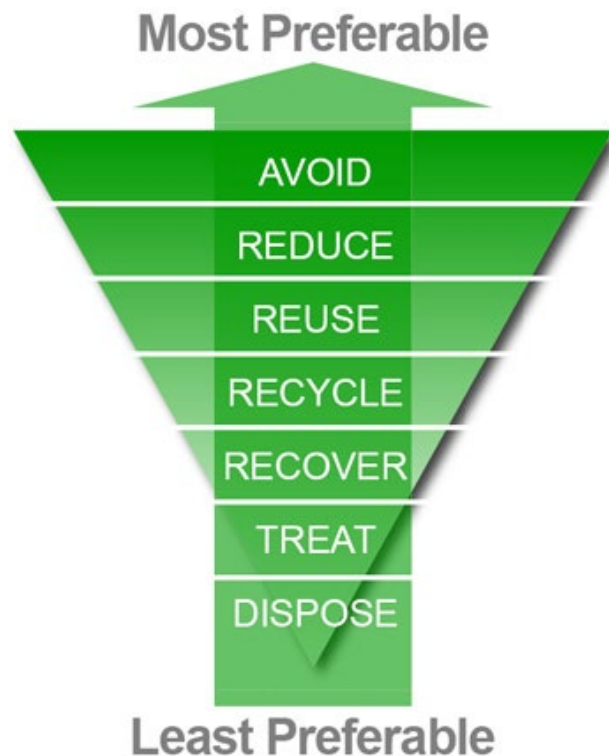 Most Preferable
AVOID
REDUCE
REUSE
RECYCLE
RECOVER
TREAT
DISPOSE
Least Preferable